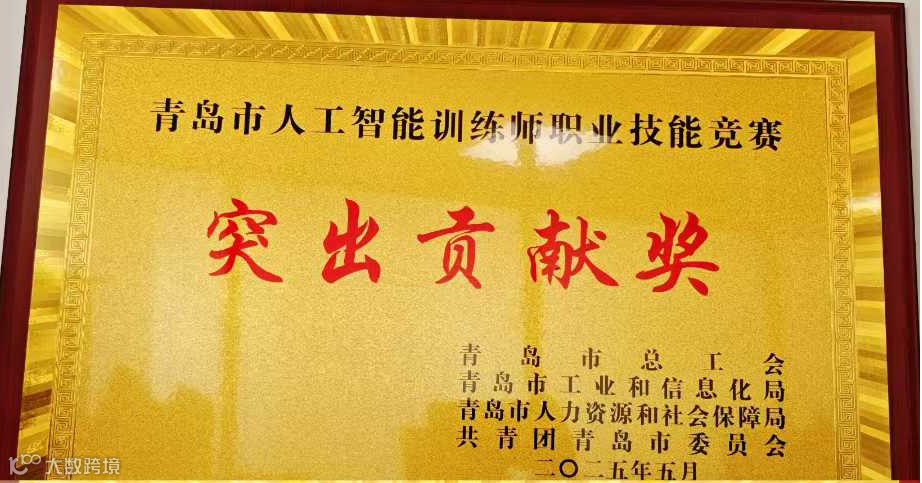 青岛市人工智能训练师职业技能竞赛
突出贡献奖
青岛市总工会
青岛市工业和信息化局
青岛市人力资源和社会保障局
共青团青岛市委员会
二〇二五年五月
大数跨境